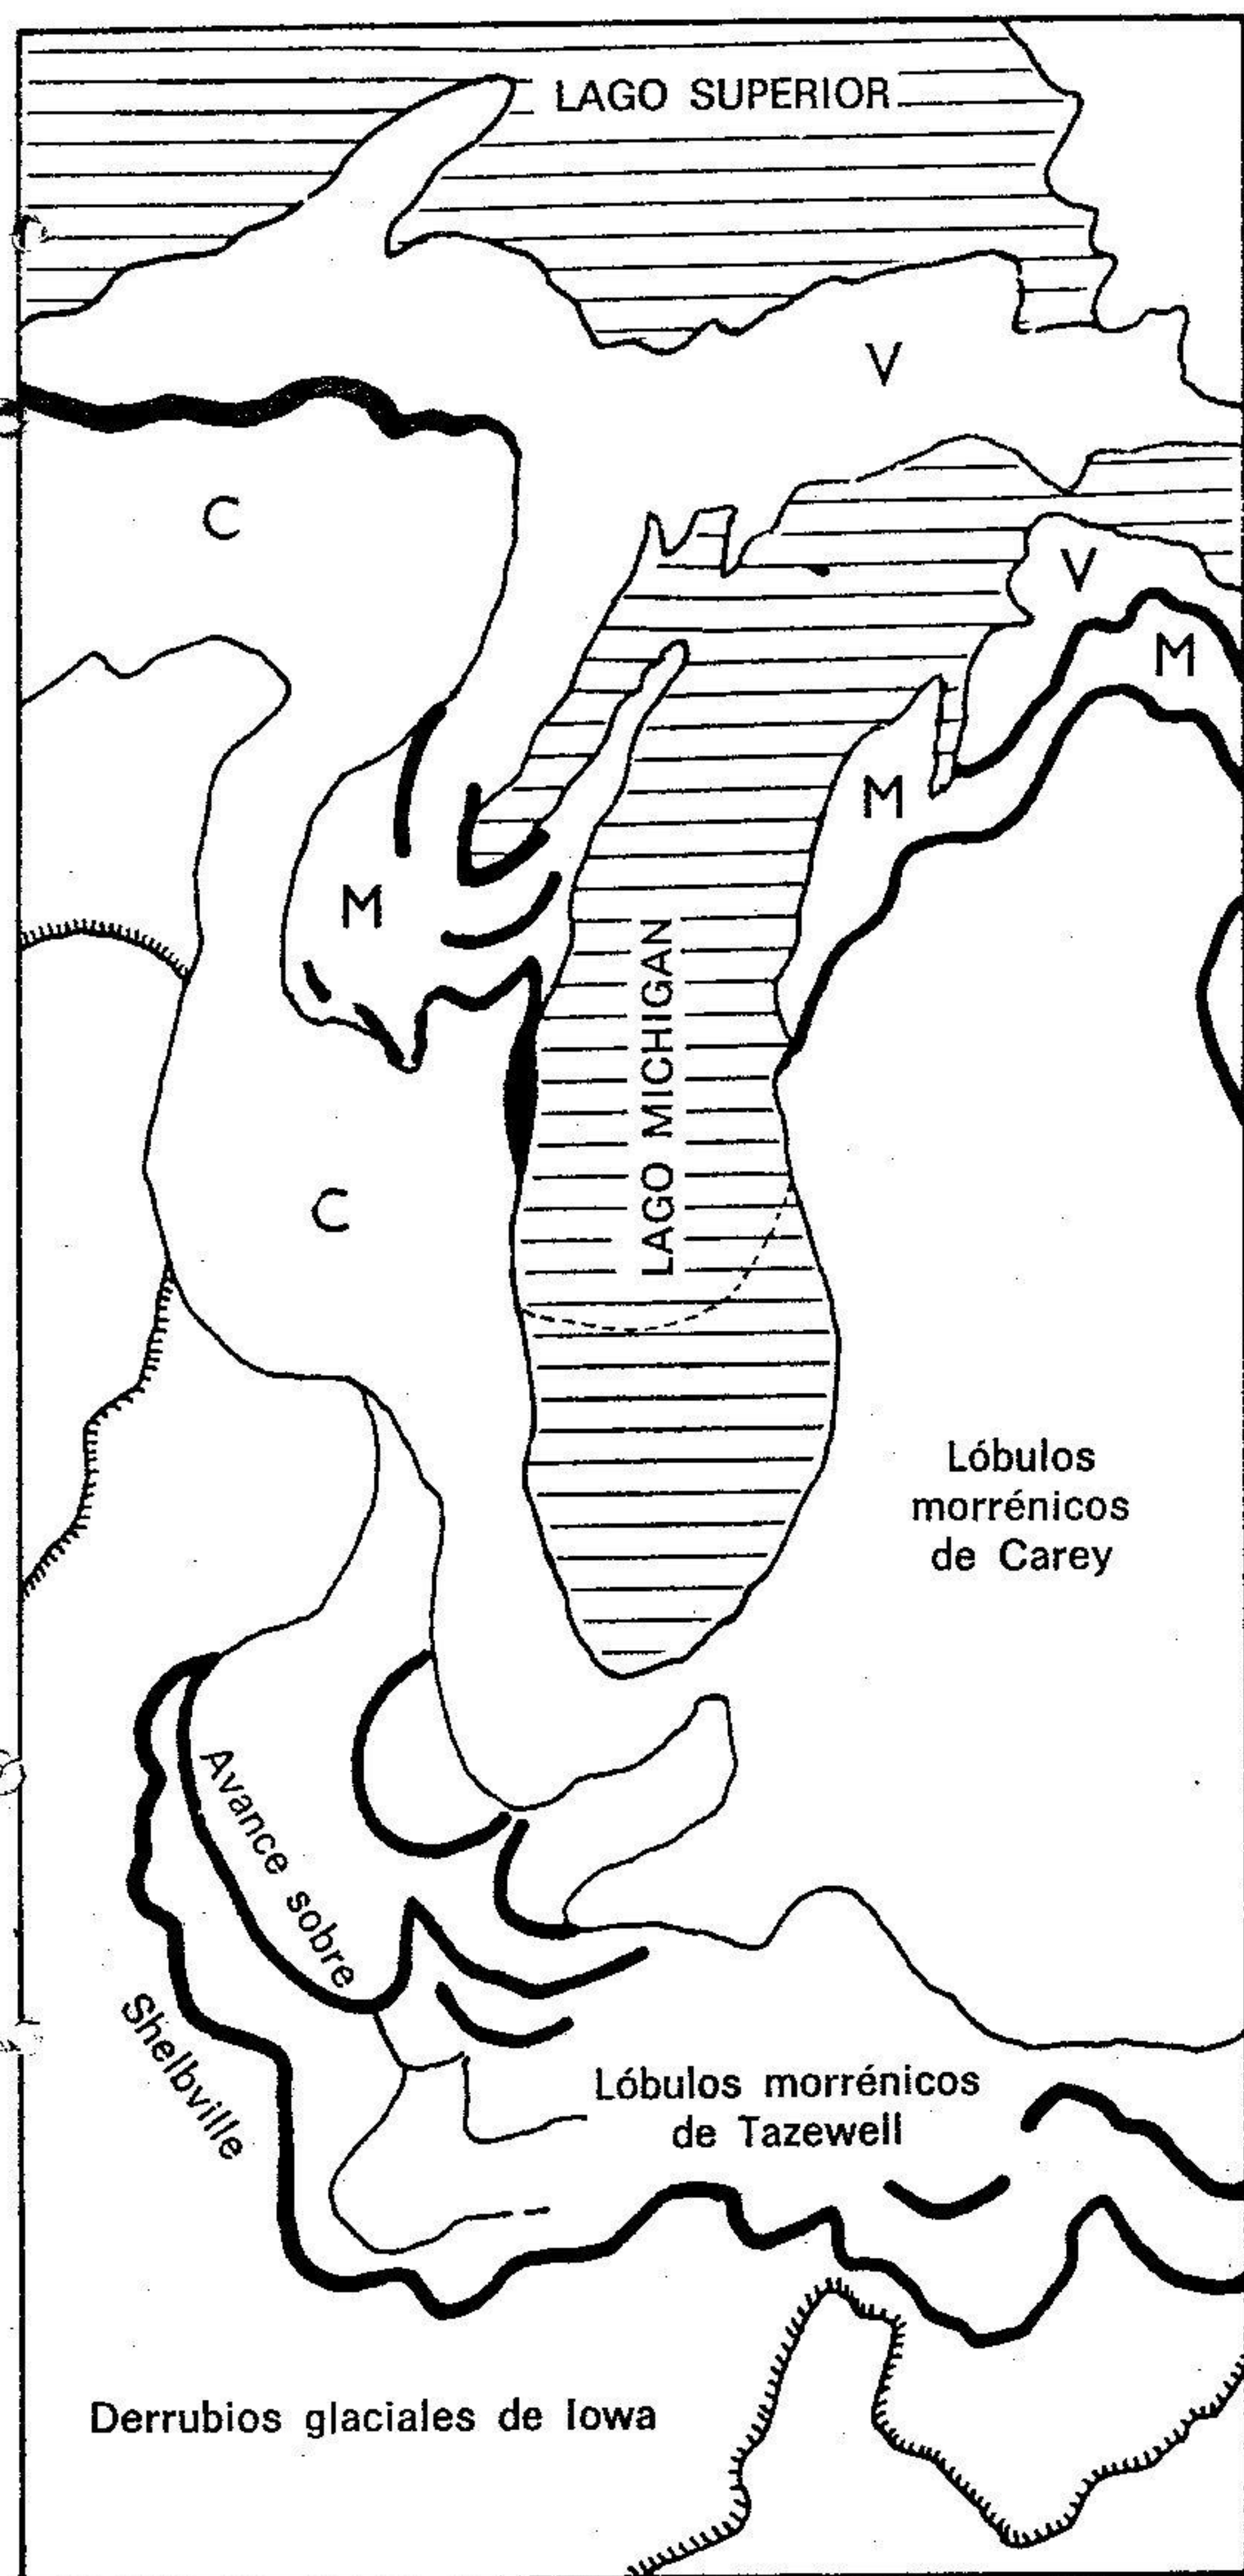 LAGO SUPERIOR
V
C
V
M
M
M
LAGO MICHIGAN
C
Lóbulos
morrénicos
de Carey
Avance sobre
Shelbville
Lóbulos morrénicos
de Tazewell
Derrubios glaciales de Iowa